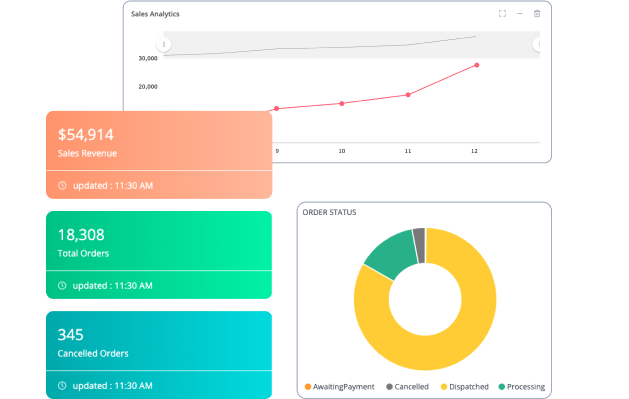 Sales Analytics
30,000
20,000
9 10 11 12
$54,914
Sales Revenue
updated : 11:30 AM
18,308
Total Orders
updated : 11:30 AM
345
Cancelled Orders
updated : 11:30 AM
ORDER STATUS
AwaitingPayment Cancelled Dispatched Processing